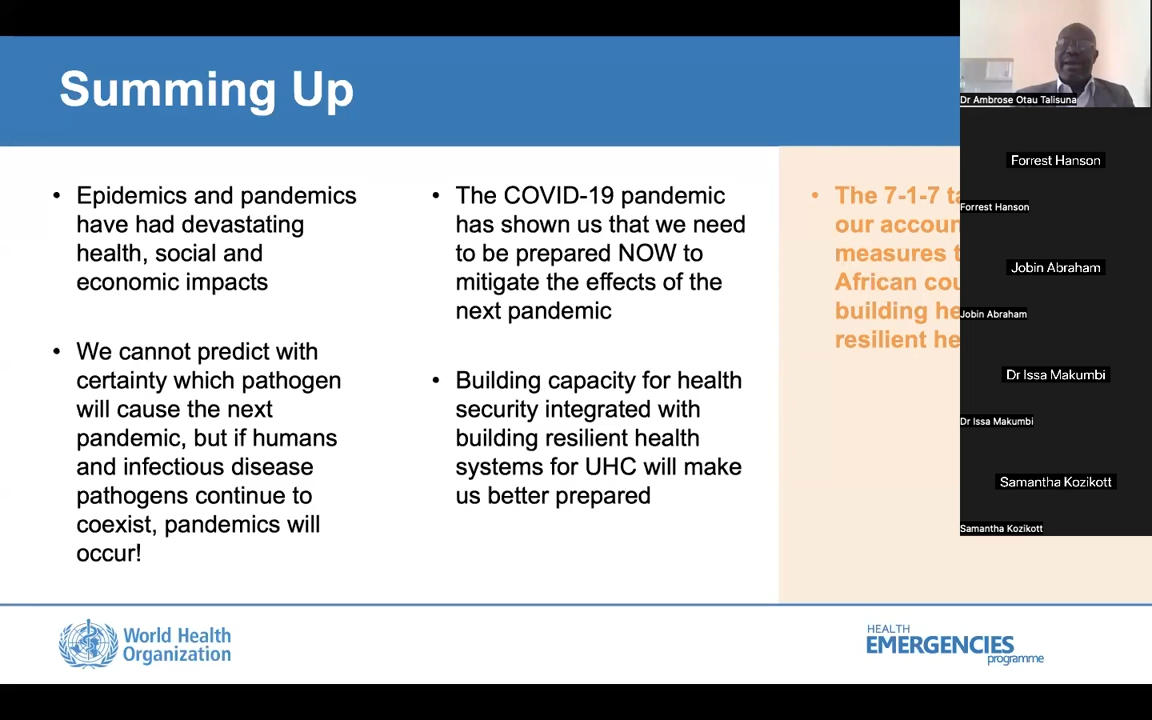 Summing Up
• Epidemics and pandemics
have had devastating
health, social and
economic impacts
• We cannot predict with
certainty which pathogen
will cause the next
pandemic, but if humans
and infectious disease
pathogens continue to
coexist, pandemics will
occur!
• The COVID-19 pandemic
has shown us that we need
to be prepared NOW to
mitigate the effects of the
next pandemic
• Building capacity for health
security integrated with
building resilient health
systems for UHC will make
us better prepared
• The 7-1-7
our
measures
African
building
resilient
World Health
Organization
HEALTH
EMERGENCIES
programme
Dr Ambrose Otau Talisuna
Forrest Hanson
Forrest Hanson
Jobin Abraham
Jobin Abraham
Dr Issa Makumbi
Dr Issa Makumbi
Samantha Kozikott
Samantha Kozikott